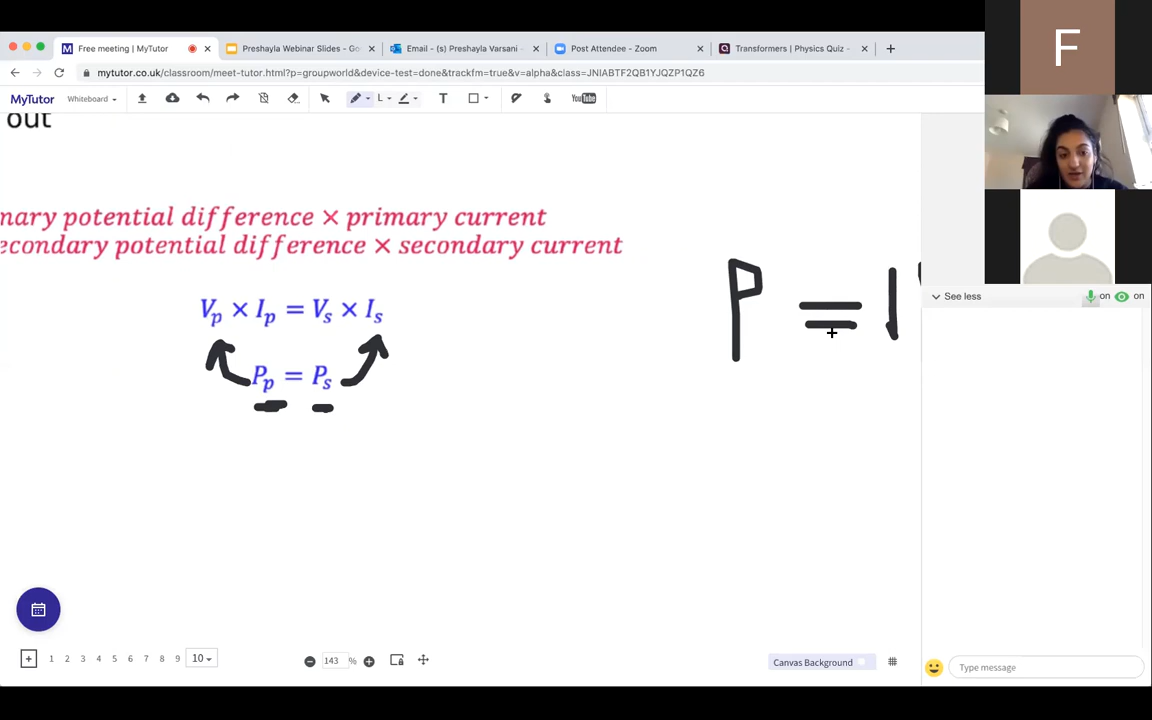 Free meeting | MyTutor
Preshayla Webinar Slides - Go
Email - (s) Preshayla Varsani -
Post Attendee - Zoom
Transformers | Physics Quiz -
mytutor.co.uk/classroom/meet-tutor.html?p=groupworld&device-test=done&trackfm=true&v=alpha&class=JNIABTF2QB1YJQZP1QZ6
MyTutor
Whiteboard
L
T
YouTube
F
out
nary potential difference × primary current
econdary potential difference × secondary current
Vₚ × Iₚ = Vₛ × Iₛ
Pₚ = Pₛ
P = I
See less
on
on
1 2 3 4 5 6 7 8 9 10
143 %
Canvas Background
Type message